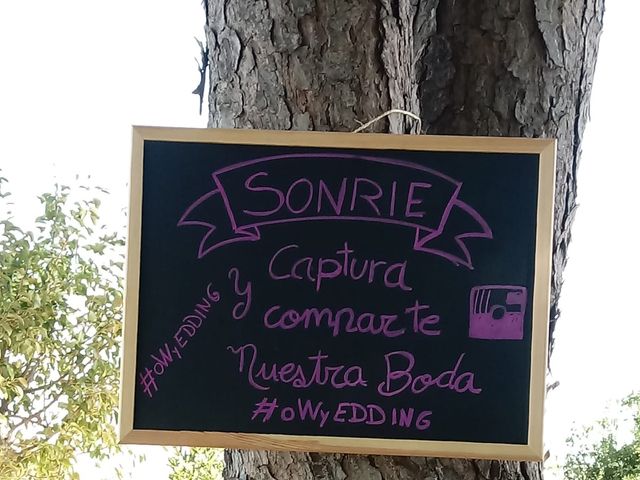 SONRIE
Captura
y comparte
Nuestra Boda
#oWyEDDING
#oWyEDDING